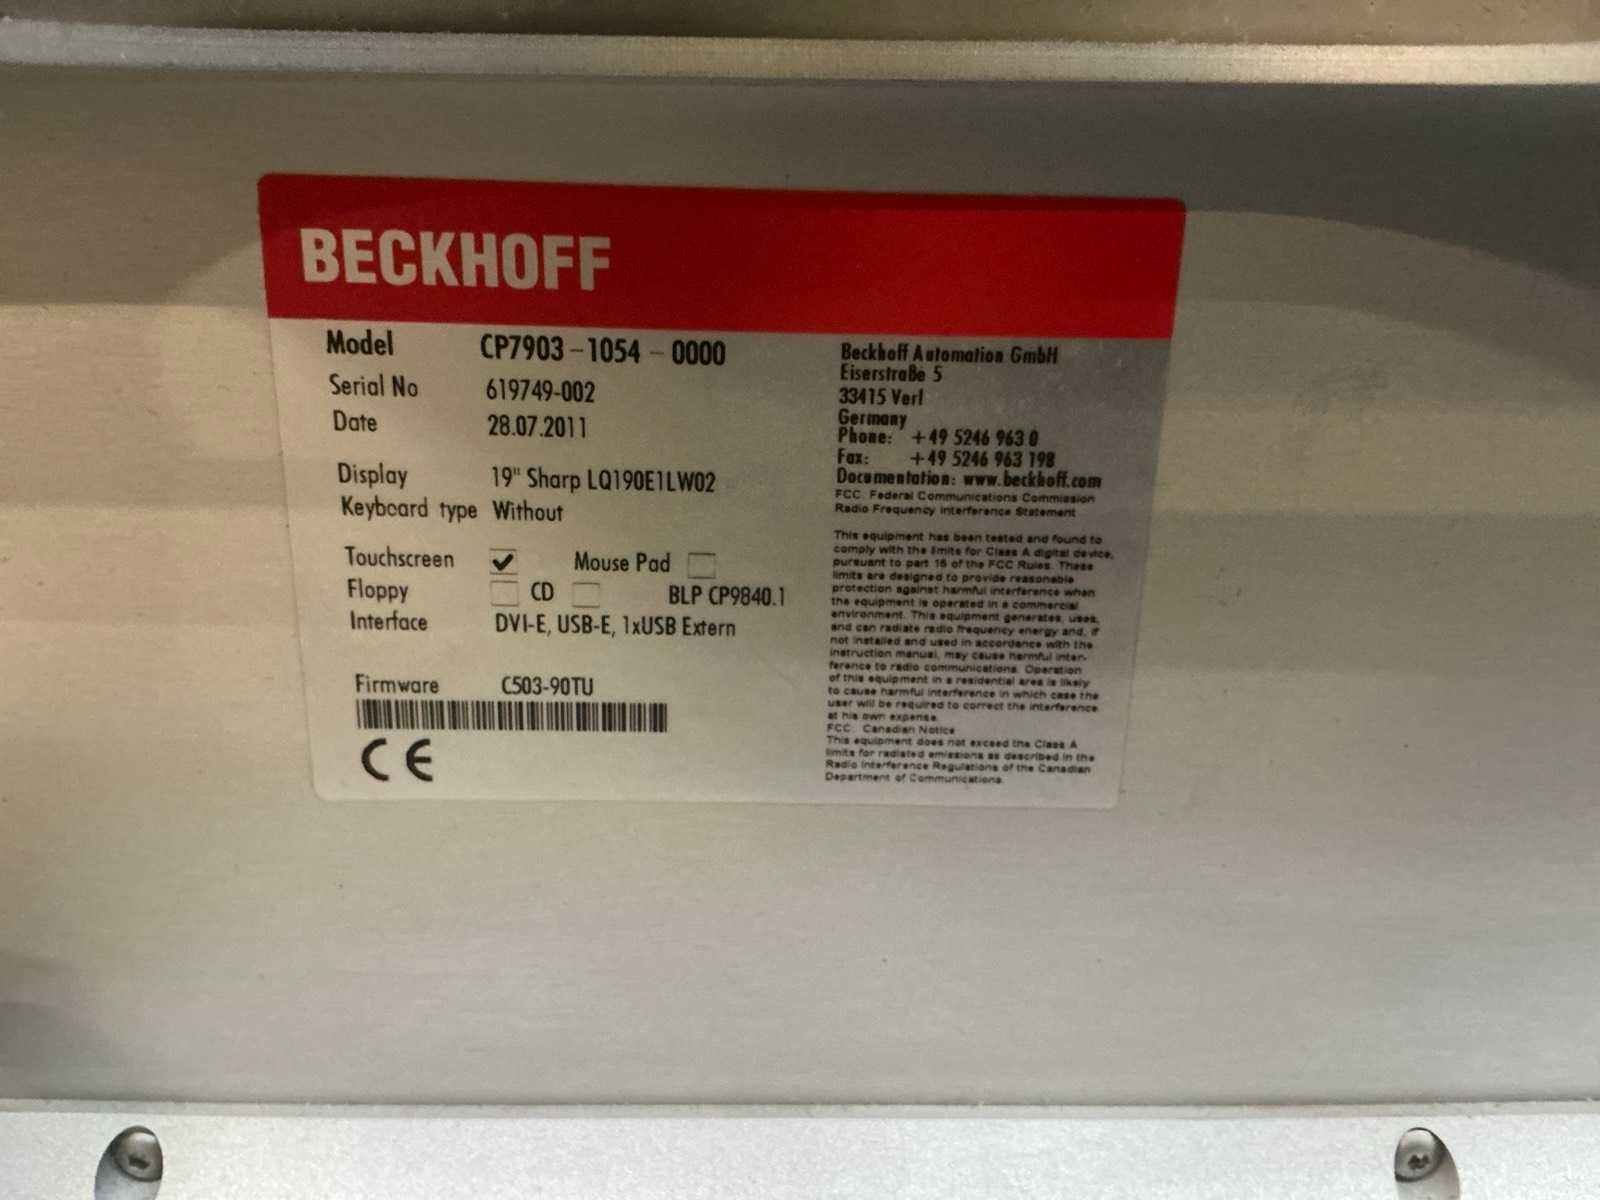 BECKHOFF
Model CP7903-1054-0000
Serial No 619749-002
Date 28.07.2011
Display 19" Sharp LQ190E1LW02
Keyboard type Without
Touchscreen ✔ Mouse Pad
Floppy CD BLP CP9840.1
Interface DVI-E, USB-E, 1xUSB Extern
Firmware C503-90TU
CE
Beckhoff Automation GmbH
Eiserstraße 5
33415 Verl
Germany
Phone: +49 5246 963 0
Fax: +49 5246 963 198
Documentation: www.beckhoff.com
FCC: Federal Communications Commission
Radio Frequency Interference Statement
This equipment has been tested and found to
comply with the limits for Class A digital device,
pursuant to part 15 of the FCC Rules. These
limits are designed to provide reasonable
protection against harmful interference when
the equipment is operated in a commercial
environment. This equipment generates, uses,
and can radiate radio frequency energy and, if
not installed and used in accordance with the
instruction manual, may cause harmful inter-
ference to radio communications. Operation
of this equipment in a residential area is likely
to cause harmful interference in which case the
user will be required to correct the interference
at his own expense.
FCC: Canadian Notice
This equipment does not exceed the Class A
limits for radiated emissions as described in the
Radio Interference Regulations of the Canadian
Department of Communications.